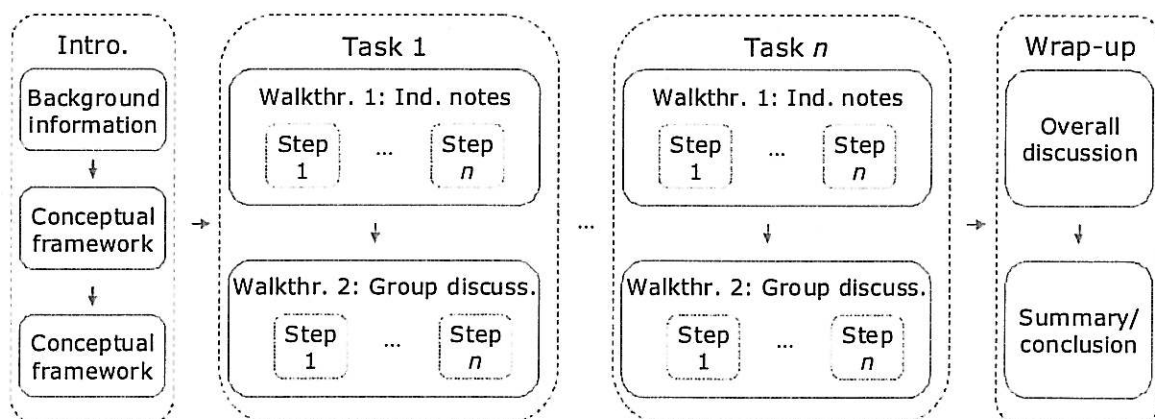 Intro.
Background
information
Conceptual
framework
Conceptual
framework
Task 1
Walkthr. 1: Ind. notes
Step
1
...
Step
n
Walkthr. 2: Group discuss.
Step
1
...
Step
n
...
Task n
Walkthr. 1: Ind. notes
Step
1
...
Step
n
Walkthr. 2: Group discuss.
Step
1
...
Step
n
Wrap-up
Overall
discussion
Summary/
conclusion